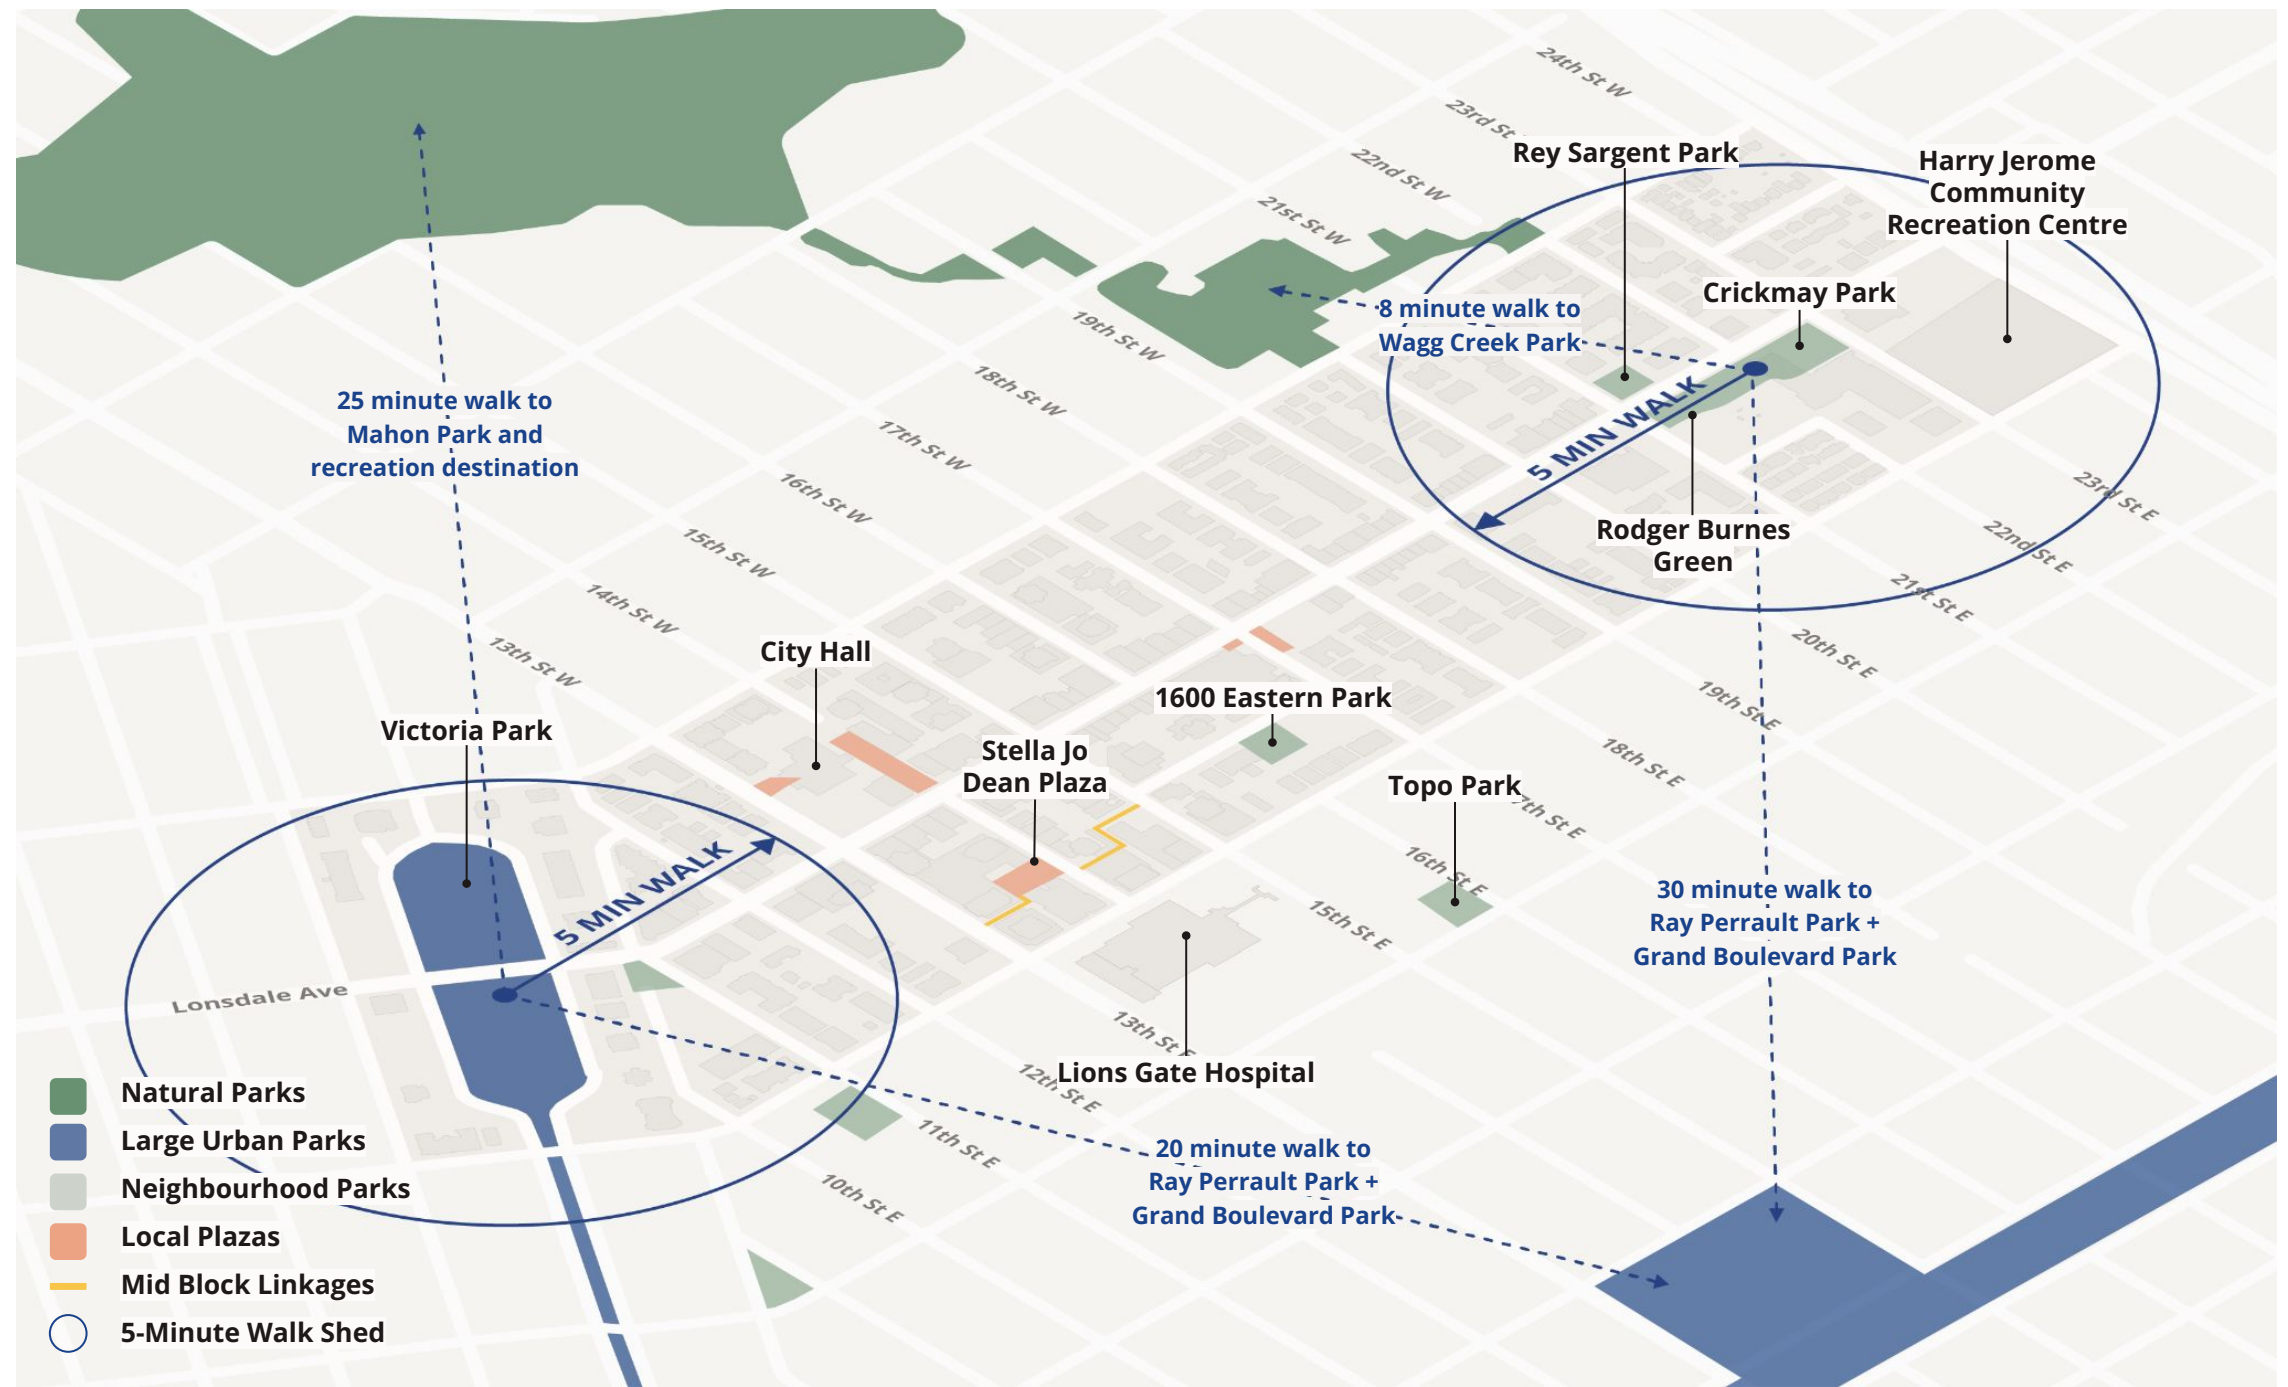 24th St W
23rd St
22nd St W
21st St W
Rey Sargent Park
Harry Jerome
Community
Recreation Centre
Crickmay Park
8 minute walk to
Wagg Creek Park
19th St W
18th St W
17th St W
16th St W
15th St W
14th St W
13th St W
25 minute walk to
Mahon Park and
recreation destination
5 MIN WALK
Rodger Burnes
Green
23rd St E
22nd St E
21st St E
20th St E
19th St E
18th St E
7th St E
16th St E
15th St E
13th St E
12th St E
11th St E
10th St E
City Hall
Victoria Park
1600 Eastern Park
Stella Jo
Dean Plaza
Topo Park
5 MIN WALK
Lonsdale Ave
30 minute walk to
Ray Perrault Park +
Grand Boulevard Park
Lions Gate Hospital
20 minute walk to
Ray Perrault Park +
Grand Boulevard Park
Natural Parks
Large Urban Parks
Neighbourhood Parks
Local Plazas
Mid Block Linkages
5-Minute Walk Shed